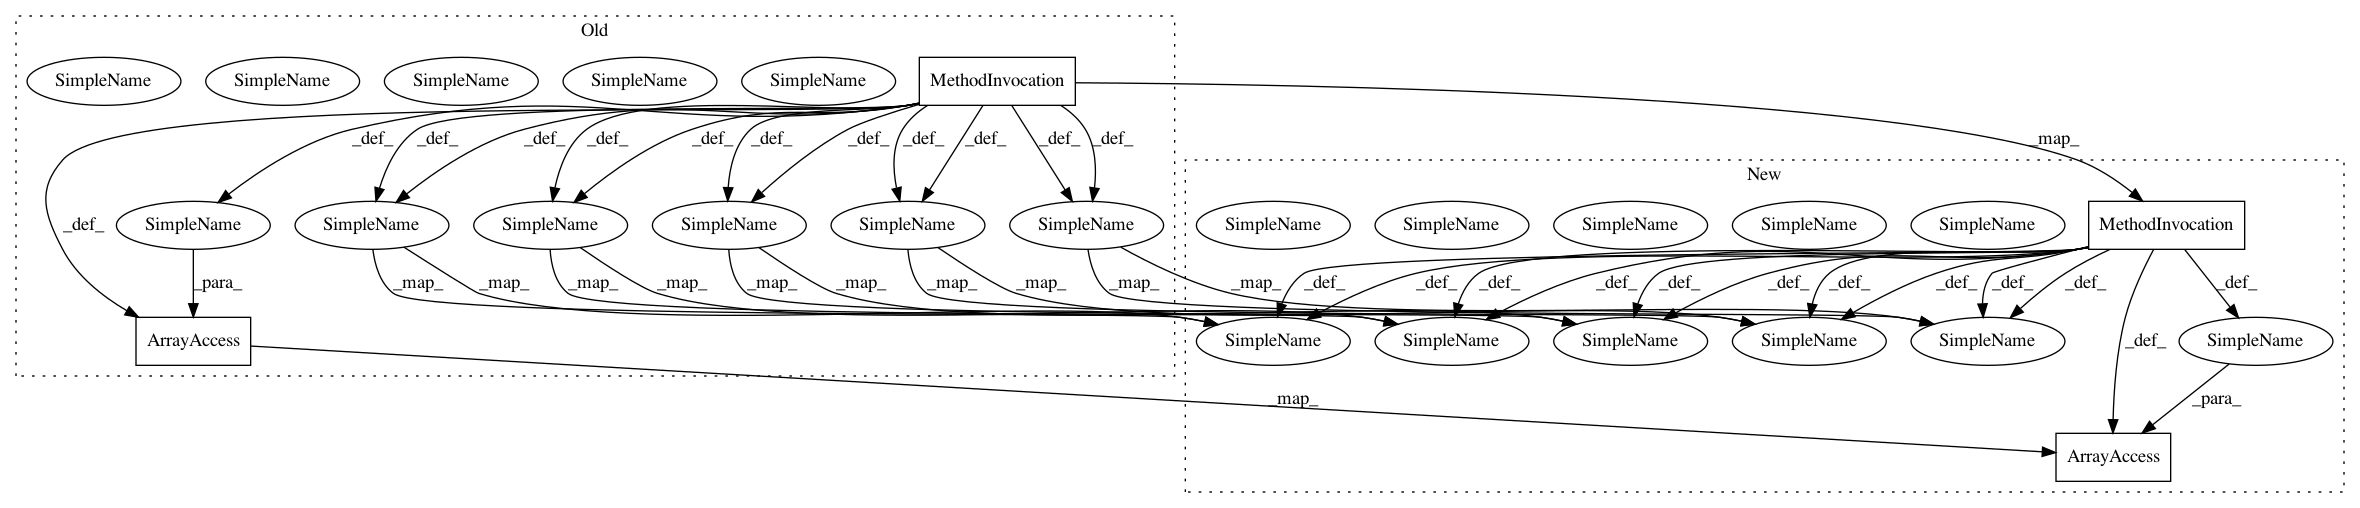 Old
SimpleName SimpleName SimpleName SimpleName SimpleName MethodInvocation
_def_ _def_ _def_ _def_ _def_ _def_ _def_ _def_ _def_ _def_ _map_
New
_def_ SimpleName SimpleName SimpleName SimpleName SimpleName SimpleName SimpleName SimpleName SimpleName SimpleName SimpleName MethodInvocation
_para_ _map_ _map_ _map_ _map_ _map_ _map_ _map_ _map_ _map_ _map_ _def_ _def_ _def_ _def_ _def_ _def_ _def_ _def_ _def_ _def_ _def_
ArrayAccess SimpleName SimpleName SimpleName SimpleName SimpleName _def_ SimpleName
_map_ _para_
ArrayAccess